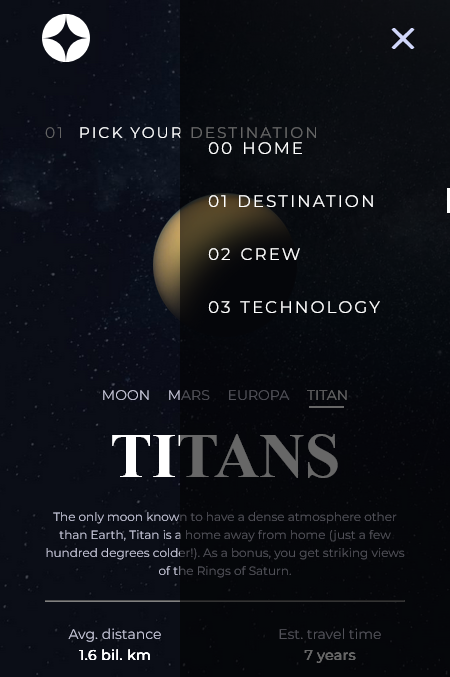 01 PICK YOUR DESTINATION
00 HOME
01 DESTINATION
02 CREW
03 TECHNOLOGY
MOON MARS EUROPA TITAN
TITANS
The only moon known to have a dense atmosphere other
than Earth, Titan is a home away from home (just a few
hundred degrees colder!). As a bonus, you get striking views
of the Rings of Saturn.
Avg. distance Est. travel time
1.6 bil. km 7 years